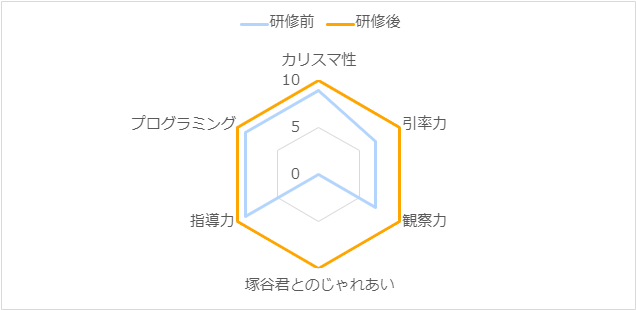 研修前 研修後
カリスマ性
10
プログラミング 引率力
5
0
指導力 観察力
塚谷君とのじゃれあい